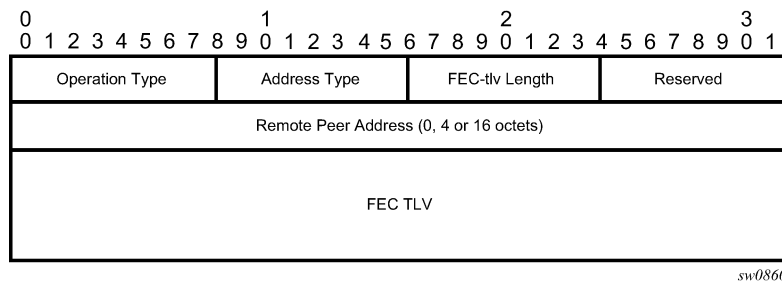 0 1 2 3
0 1 2 3 4 5 6 7 8 9 0 1 2 3 4 5 6 7 8 9 0 1 2 3 4 5 6 7 8 9 0 1
Operation Type Address Type FEC-tlv Length Reserved
Remote Peer Address (0, 4 or 16 octets)
FEC TLV